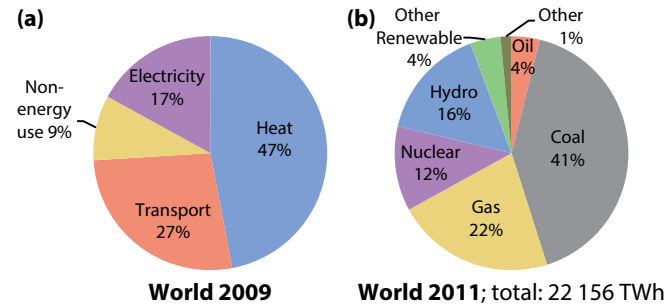 (a)
Electricity
17%
Non-
energy
use 9%
Heat
47%
Transport
27%
World 2009
(b)
Other
Renewable
4%
Other
1%
Oil
4%
Hydro
16%
Coal
41%
Nuclear
12%
Gas
22%
World 2011; total: 22 156 TWh